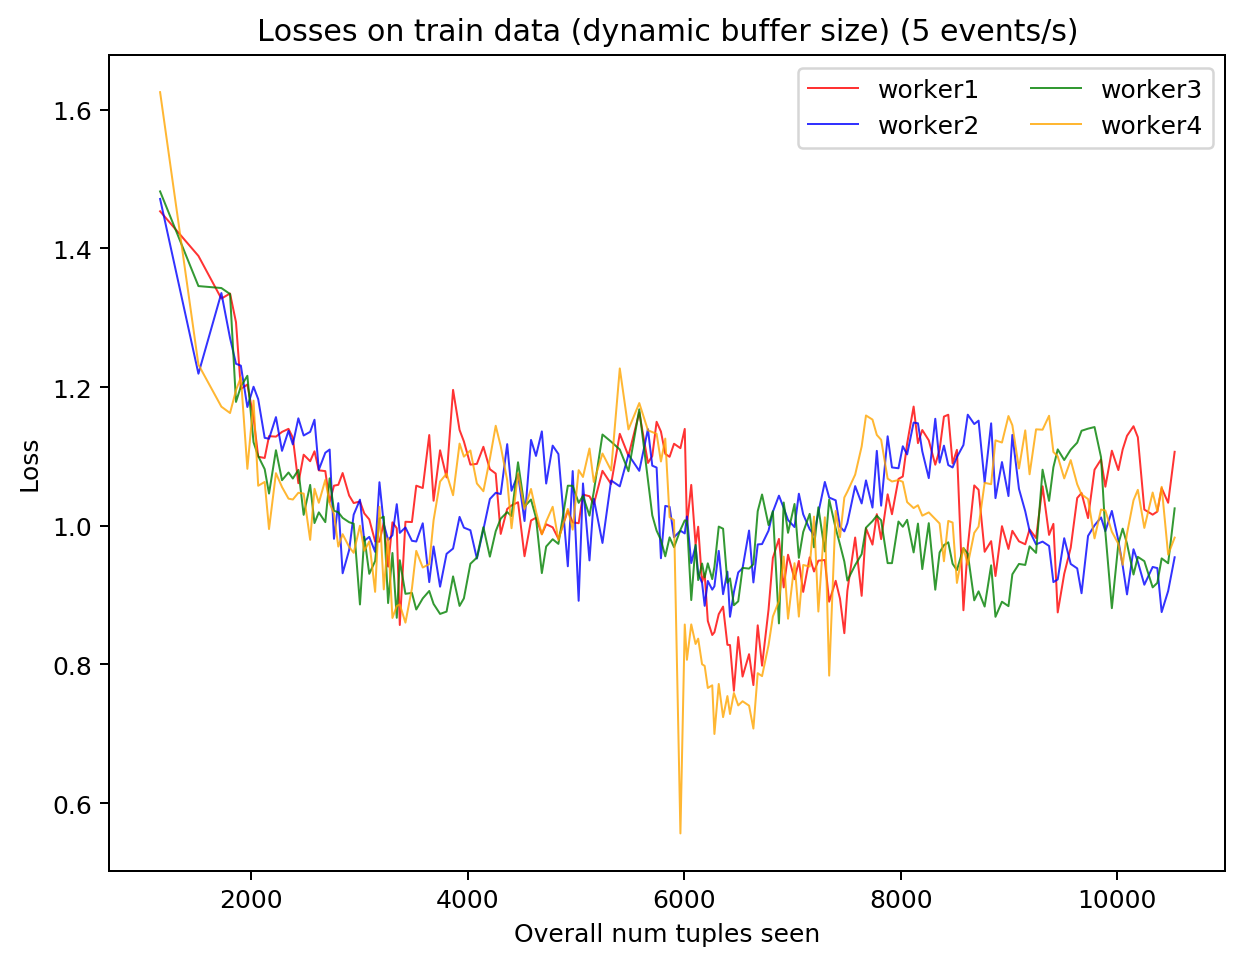 Losses on train data (dynamic buffer size) (5 events/s)
worker1
worker2
worker3
worker4
Loss
1.6
1.4
1.2
1.0
0.8
0.6
2000
4000
6000
8000
10000
Overall num tuples seen